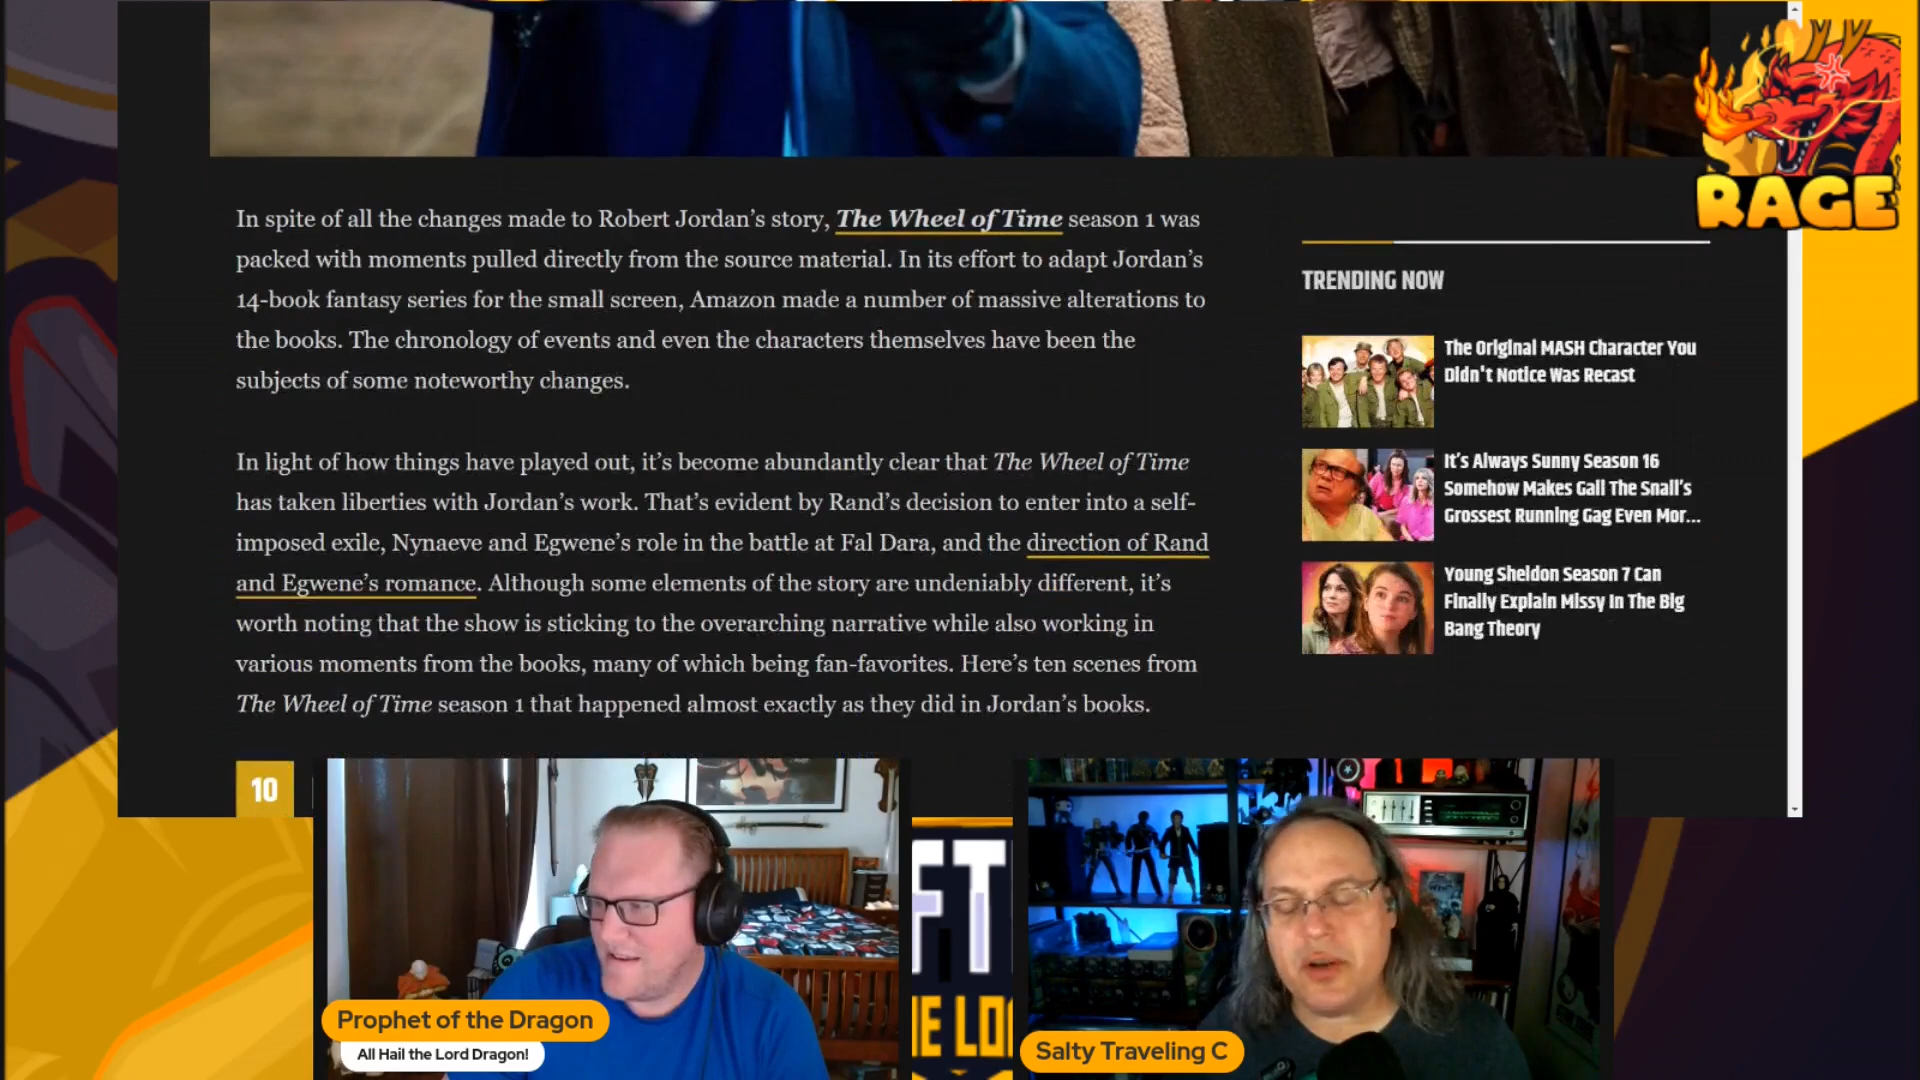 In spite of all the changes made to Robert Jordan's story, The Wheel of Time season 1 was
packed with moments pulled directly from the source material. In its effort to adapt Jordan's
14-book fantasy series for the small screen, Amazon made a number of massive alterations to
the books. The chronology of events and even the characters themselves have been the
subjects of some noteworthy changes.
In light of how things have played out, it's become abundantly clear that The Wheel of Time
has taken liberties with Jordan's work. That's evident by Rand's decision to enter into a self-
imposed exile, Nynaeve and Egwene's role in the battle at Fal Dara, and the direction of Rand
and Egwene's romance. Although some elements of the story are undeniably different, it's
worth noting that the show is sticking to the overarching narrative while also working in
various moments from the books, many of which being fan-favorites. Here's ten scenes from
The Wheel of Time season 1 that happened almost exactly as they did in Jordan's books.
10
RAGE
TRENDING NOW
The Original MASH Character You
Didn't Notice Was Recast
It's Always Sunny Season 16
Somehow Makes Gail The Snail's
Grossest Running Gag Even Mor...
Young Sheldon Season 7 Can
Finally Explain Missy In The Big
Bang Theory
Prophet of the Dragon
All Hail the Lord Dragon!
FT
E LO
Salty Traveling C